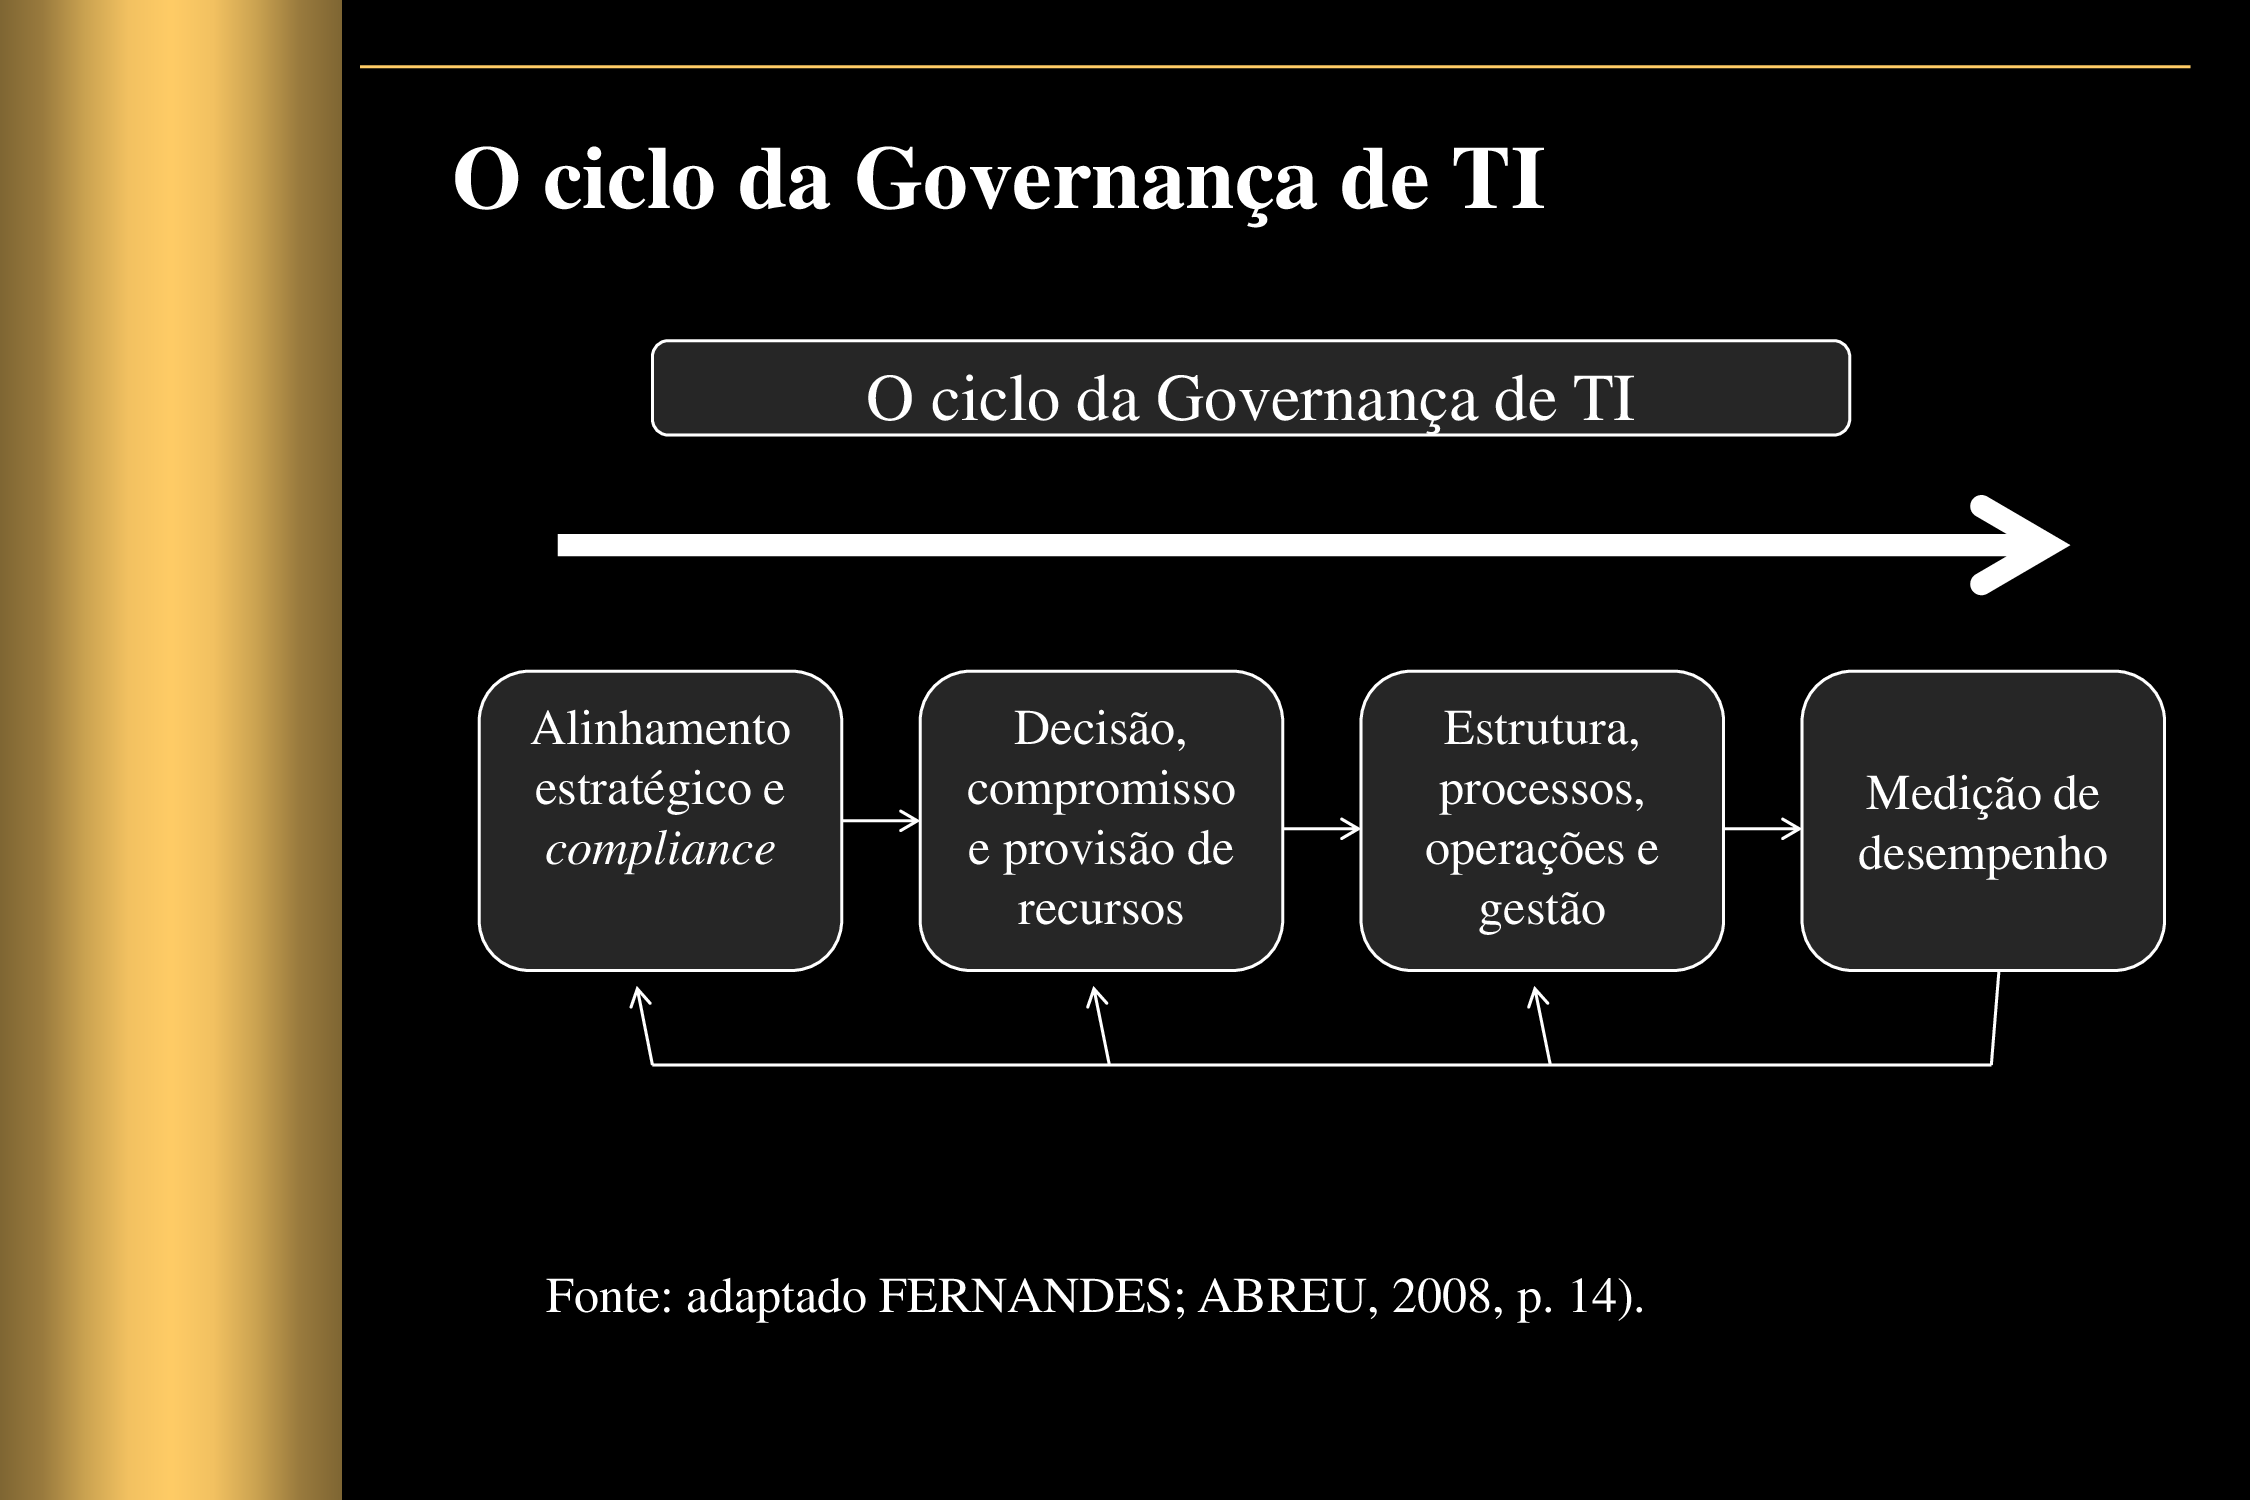 O ciclo da Governança de TI
O ciclo da Governança de TI
Alinhamento
estratégico e
compliance
Decisão,
compromisso
e provisão de
recursos
Estrutura,
processos,
operações e
gestão
Medição de
desempenho
Fonte: adaptado FERNANDES; ABREU, 2008, p. 14).